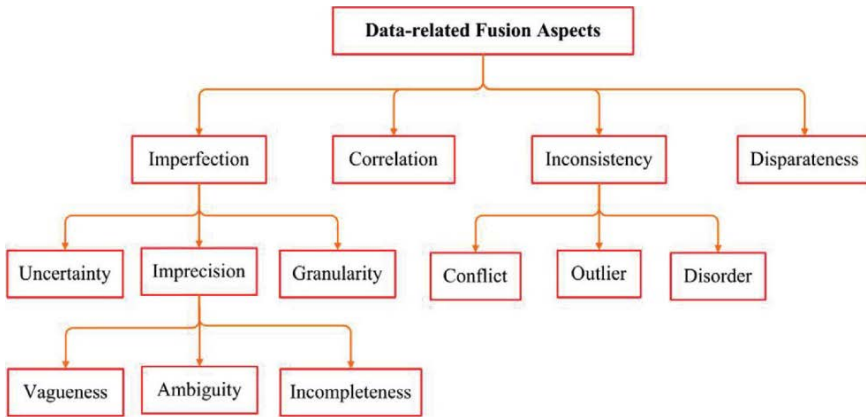 Data-related Fusion Aspects
Imperfection
Correlation
Inconsistency
Disparateness
Uncertainty
Imprecision
Granularity
Conflict
Outlier
Disorder
Vagueness
Ambiguity
Incompleteness